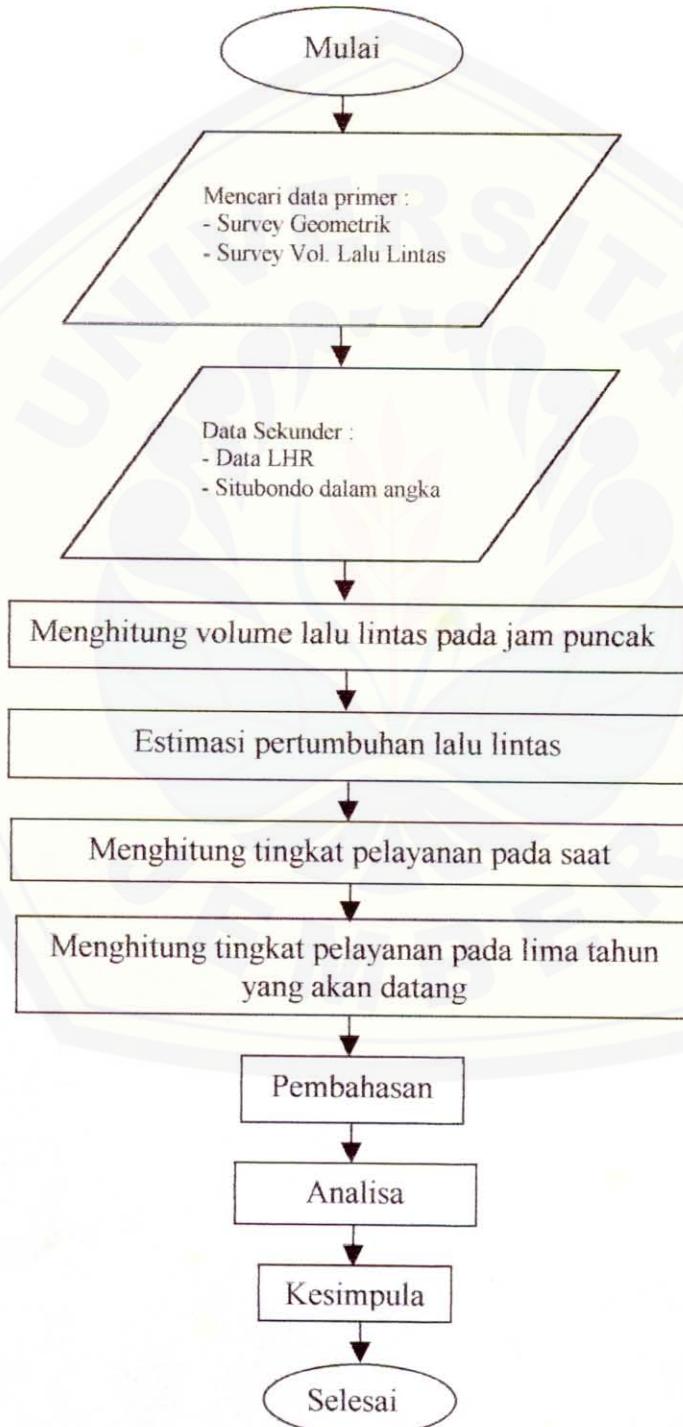 Mulai
Mencari data primer :
- Survey Geometrik
- Survey Vol. Lalu Lintas
Data Sekunder :
- Data LHR
- Situbondo dalam angka
Menghitung volume lalu lintas pada jam puncak
Estimasi pertumbuhan lalu lintas
Menghitung tingkat pelayanan pada saat
Menghitung tingkat pelayanan pada lima tahun
yang akan datang
Pembahasan
Analisa
Kesimpula
Selesai
UNIVERSITA
JEMBER